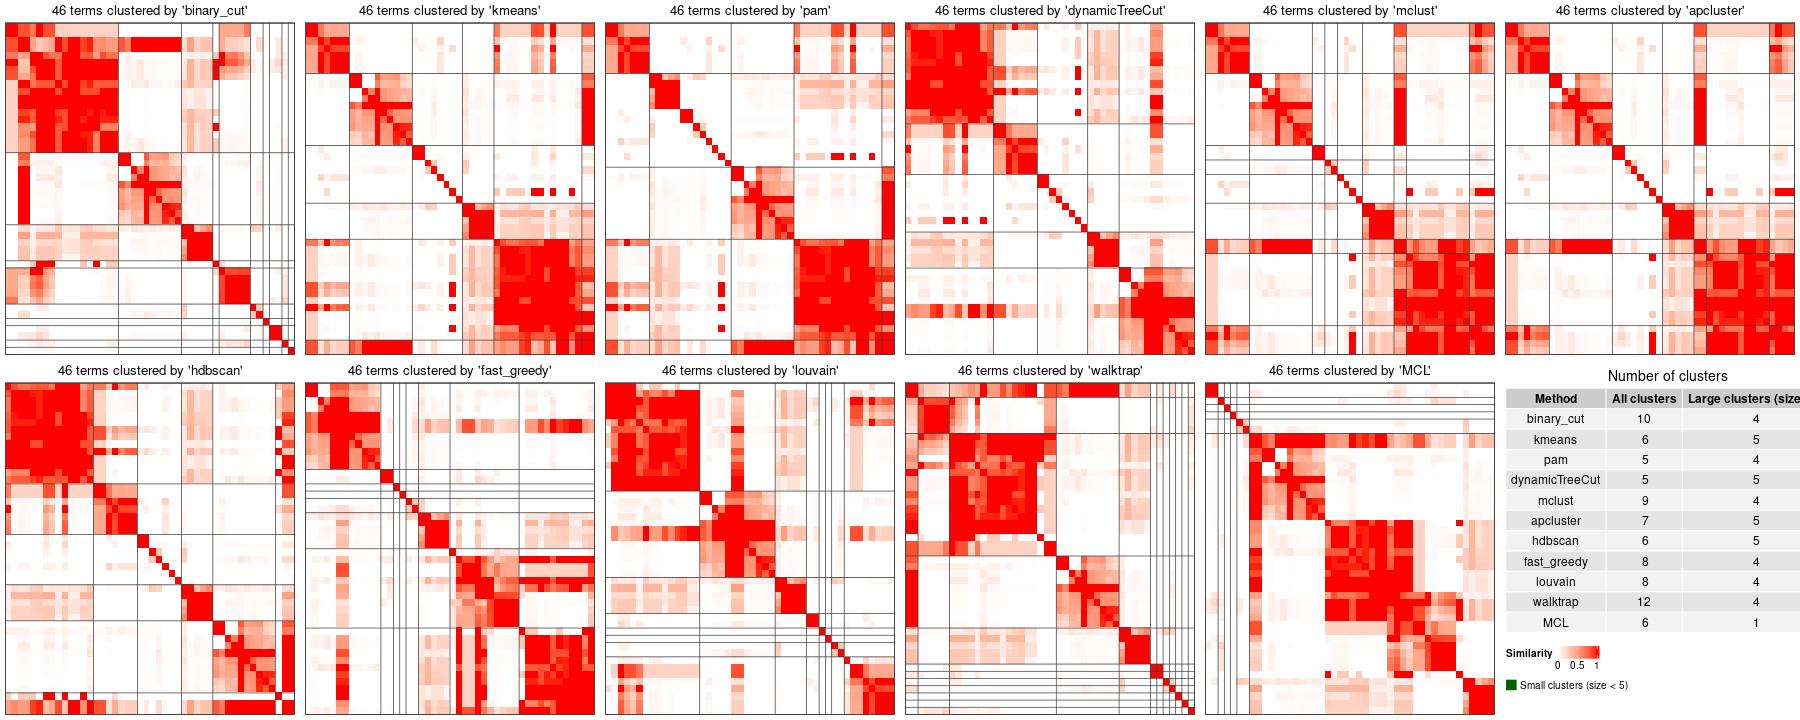 46 terms clustered by 'binary_cut'
46 terms clustered by 'kmeans'
46 terms clustered by 'pam'
46 terms clustered by 'dynamicTreeCut'
46 terms clustered by 'mclust'
46 terms clustered by 'apcluster'
46 terms clustered by 'hdbscan'
46 terms clustered by 'fast_greedy'
46 terms clustered by 'louvain'
46 terms clustered by 'walktrap'
46 terms clustered by 'MCL'
Number of clusters
Method All clusters Large clusters (size
binary_cut 10 4
kmeans 6 5
pam 5 4
dynamicTreeCut 5 5
mclust 9 4
apcluster 7 5
hdbscan 6 5
fast_greedy 8 4
louvain 8 4
walktrap 12 4
MCL 6 1
Similarity
0 0.5 1
Small clusters (size < 5)